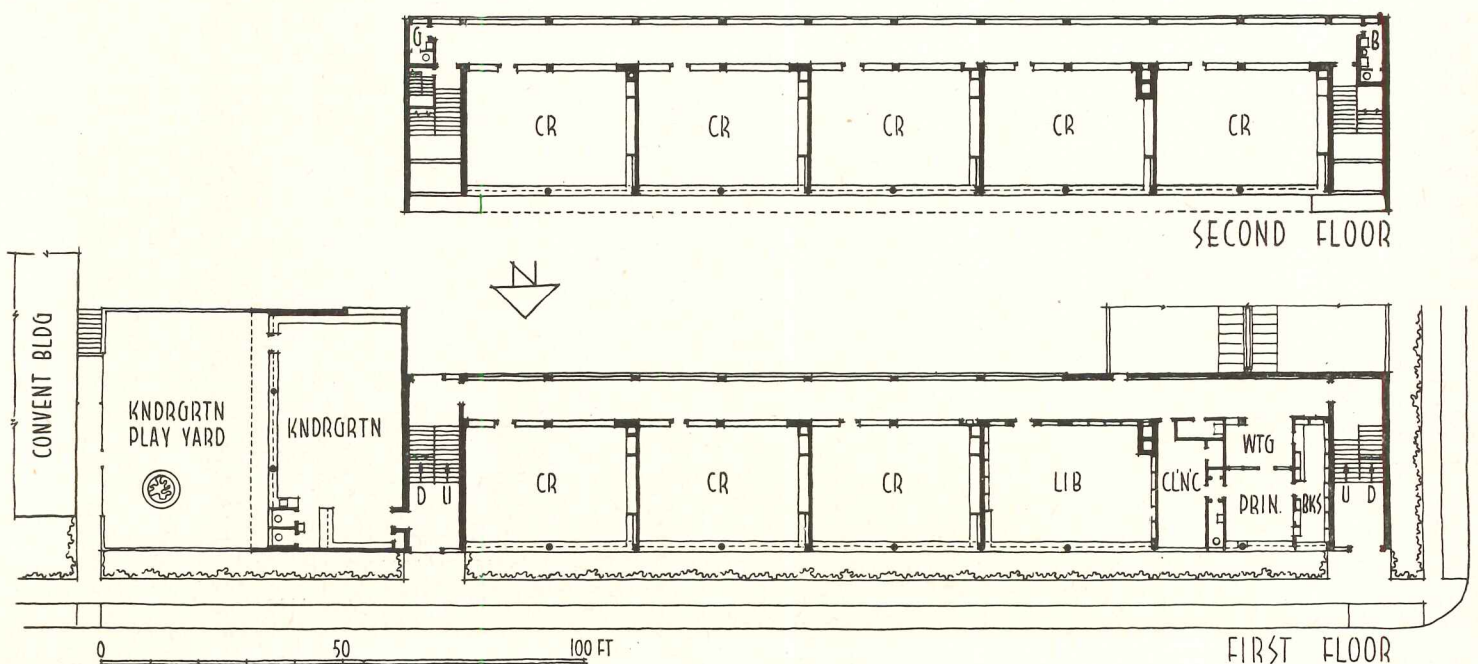 G
B
CR
CR
CR
CR
CR
SECOND FLOOR
N
CONVENT BLDG
KNDRGRTN
PLAY YARD
KNDRGRTN
D U
CR
CR
CR
LIB
CL'N'C
WTG
PRIN.
BKS
U D
0 50 100 FT
FIRST FLOOR